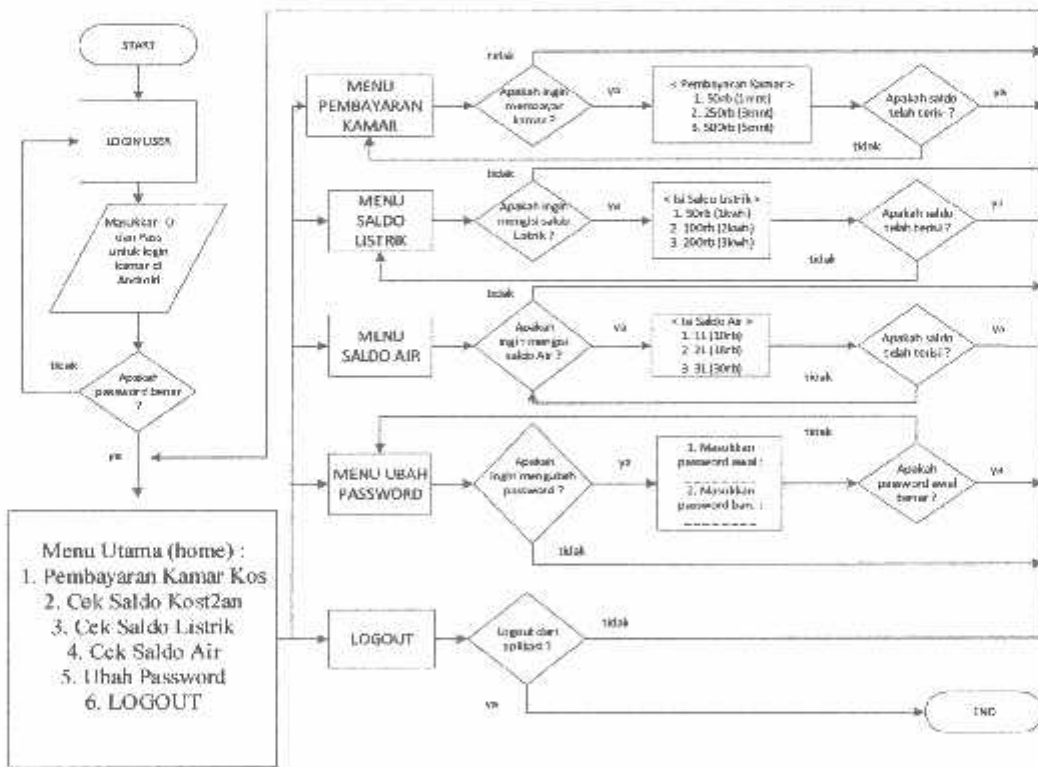 START
LOGIN USER
Masukkan ID
dan Pass
untuk login
kamar di
Android
tidak
Apakah
password benar
?
ya
Menu Utama (home) :
1. Pembayaran Kamar Kos
2. Cek Saldo Kost2an
3. Cek Saldo Listrik
4. Cek Saldo Air
5. Ubah Password
6. LOGOUT
MENU
PEMBAYARAN
KAMAR
tidak
Apakah ingin
membayar
kamar ?
ya
< Pembayaran Kamar >
1. 50rb (1mnt)
2. 250rb (3mnt)
3. 500rb (5mnt)
Apakah saldo
telah terisi ?
ya
tidak
MENU
SALDO
LISTRIK
tidak
Apakah ingin
mengisi saldo
Listrik ?
ya
< Isi Saldo Listrik >
1. 50rb (1kwh)
2. 100rb (2kwh)
3. 200rb (3kwh)
Apakah saldo
telah terisi ?
ya
tidak
MENU
SALDO AIR
tidak
Apakah
ingin mengisi
saldo Air ?
ya
< Isi Saldo Air >
1. 1L (10rb)
2. 2L (18rb)
3. 3L (30rb)
Apakah saldo
telah terisi ?
ya
tidak
MENU UBAH
PASSWORD
Apakah
ingin mengubah
password ?
ya
1. Masukkan
password awal :
2. Masukkan
password baru :
tidak
Apakah
password awal
benar ?
ya
tidak
LOGOUT
Logout dari
aplikasi ?
tidak
ya
END